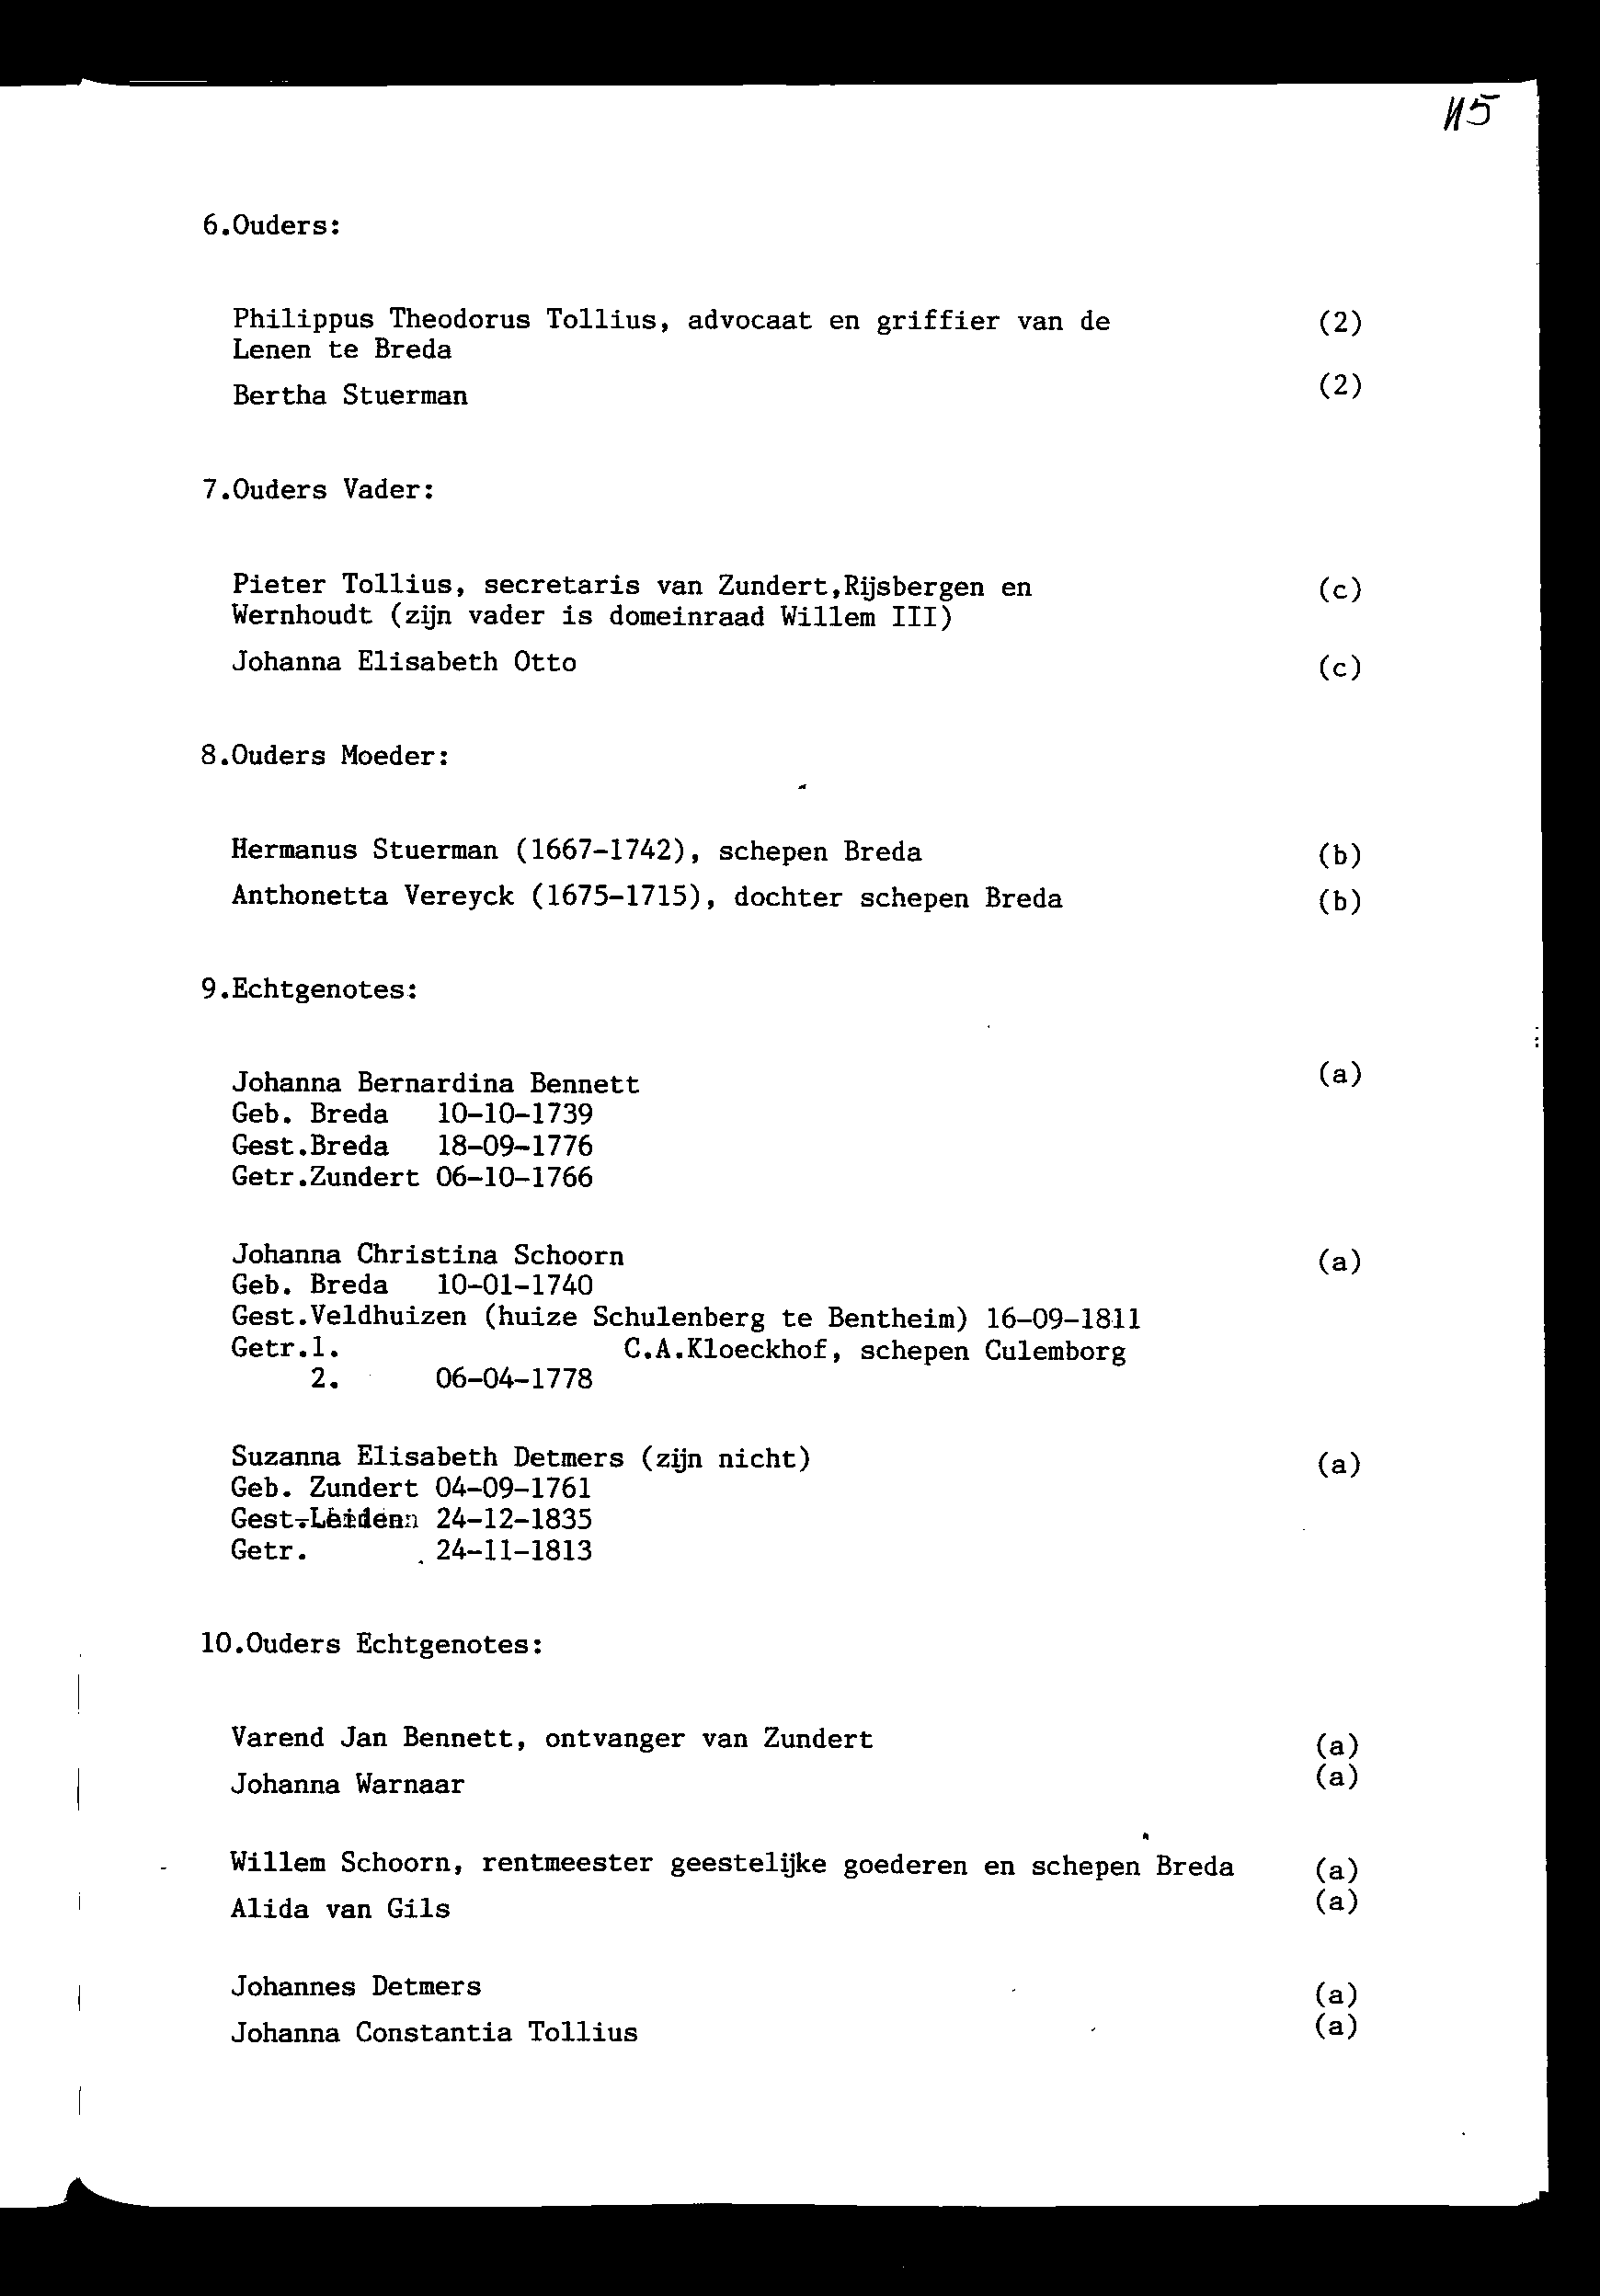 115
6.Ouders:
Philippus Theodorus Tollius, advocaat en griffier van de (2)
Lenen te Breda
Bertha Stuerman (2)
7.Ouders Vader:
Pieter Tollius, secretaris van Zundert,Rijsbergen en (c)
Wernhoudt (zijn vader is domeinraad Willem III)
Johanna Elisabeth Otto (c)
8.Ouders Moeder:
Hermanus Stuerman (1667-1742), schepen Breda (b)
Anthonetta Vereyck (1675-1715), dochter schepen Breda (b)
9.Echtgenotes:
Johanna Bernardina Bennett (a)
Geb. Breda 10-10-1739
Gest.Breda 18-09-1776
Getr.Zundert 06-10-1766
Johanna Christina Schoorn (a)
Geb. Breda 10-01-1740
Gest.Veldhuizen (huize Schulenberg te Bentheim) 16-09-1811
Getr.1. C.A.Kloeckhof, schepen Culemborg
2. 06-04-1778
Suzanna Elisabeth Detmers (zijn nicht) (a)
Geb. Zundert 04-09-1761
Gest.Leiden 24-12-1835
Getr. 24-11-1813
10.Ouders Echtgenotes:
Varend Jan Bennett, ontvanger van Zundert (a)
Johanna Warnaar (a)
Willem Schoorn, rentmeester geestelijke goederen en schepen Breda (a)
Alida van Gils (a)
Johannes Detmers (a)
Johanna Constantia Tollius (a)